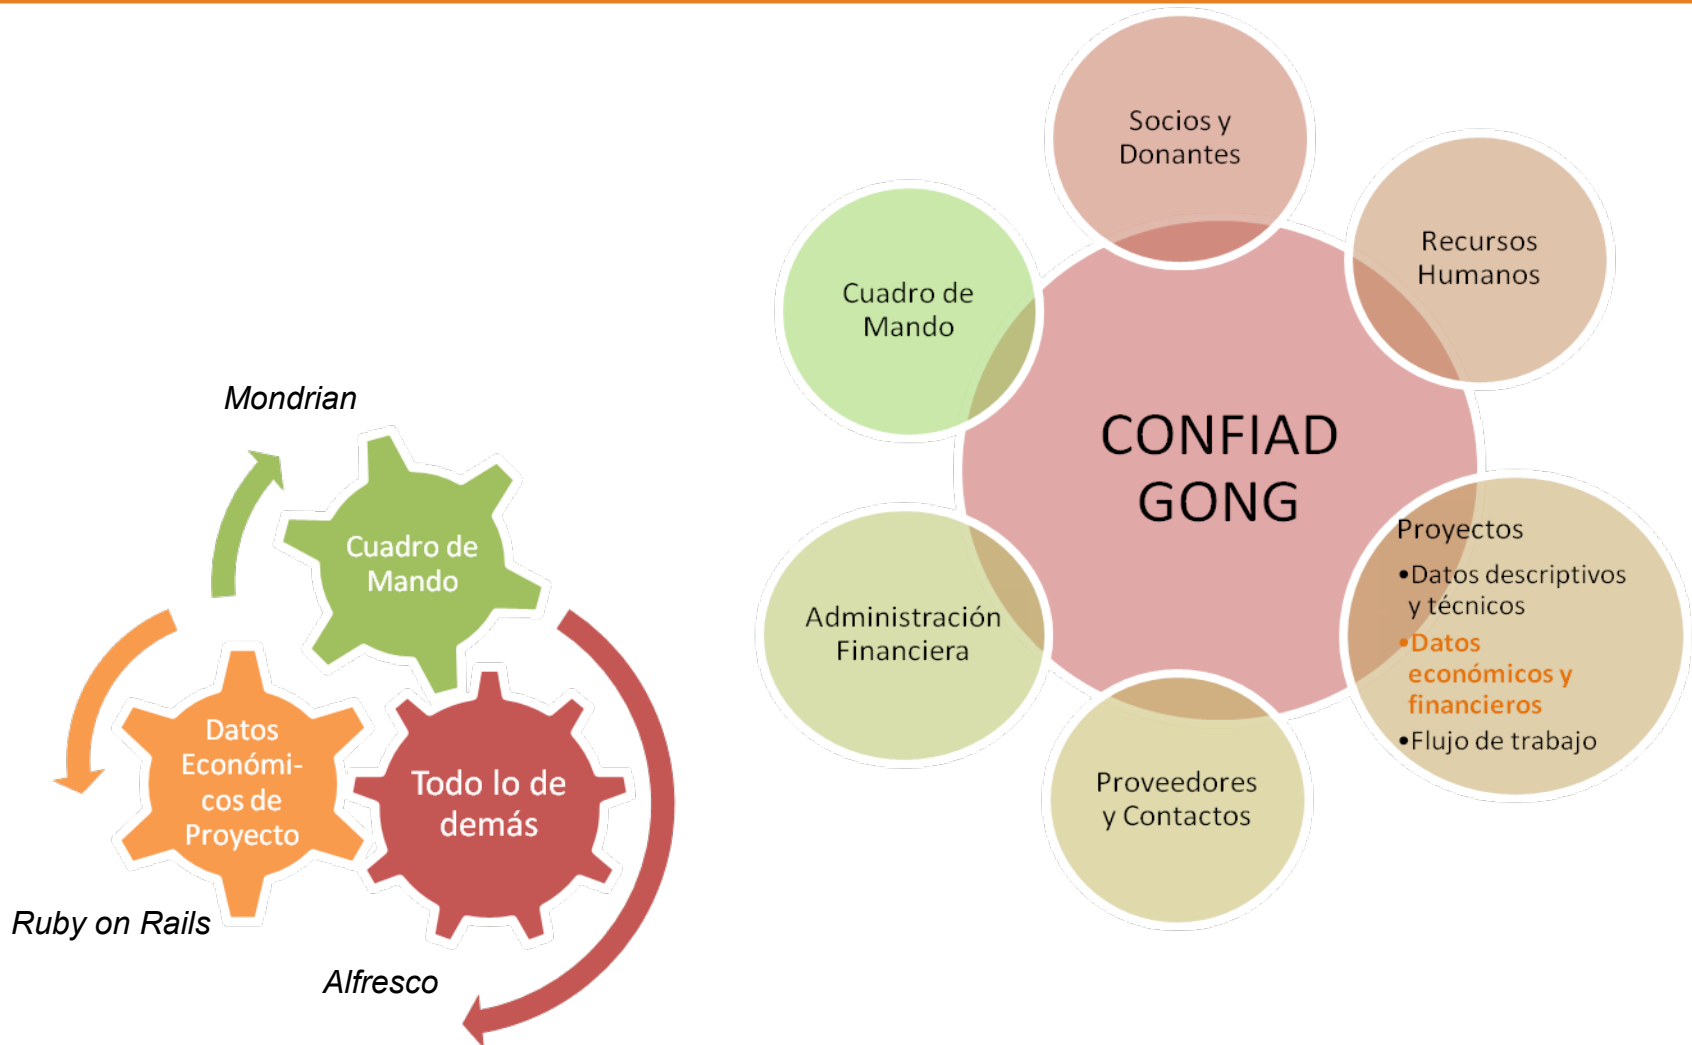 Mondrian
Cuadro de
Mando
Datos
Económi-
cos de
Proyecto
Todo lo de
demás
Ruby on Rails
Alfresco
Socios y
Donantes
Recursos
Humanos
Cuadro de
Mando
CONFIAD
GONG
Proyectos
•Datos descriptivos
y técnicos
•Datos
económicos y
financieros
•Flujo de trabajo
Administración
Financiera
Proveedores
y Contactos